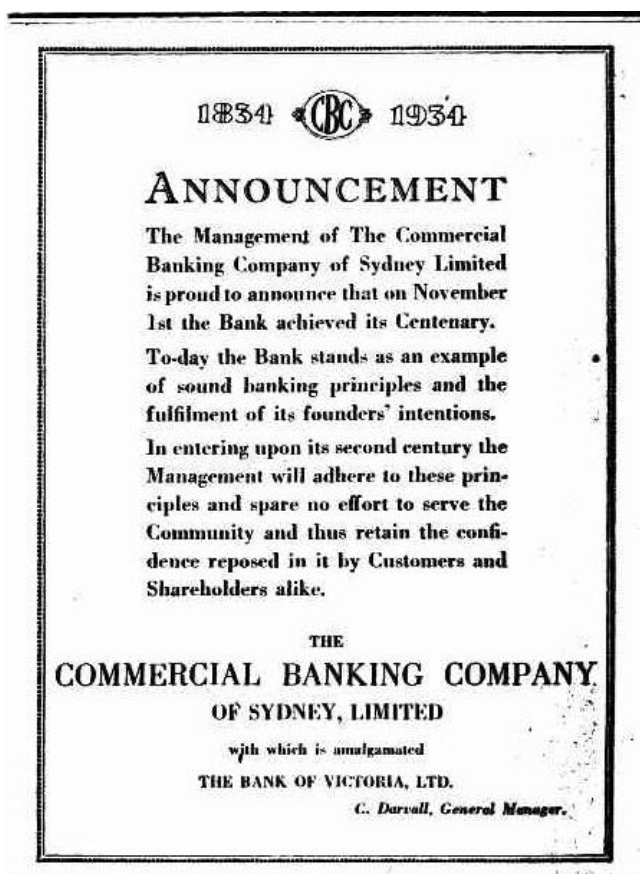 1834 CBC 1934
ANNOUNCEMENT
The Management of The Commercial
Banking Company of Sydney Limited
is proud to announce that on November
1st the Bank achieved its Centenary.
To-day the Bank stands as an example
of sound banking principles and the
fulfilment of its founders' intentions.
In entering upon its second century the
Management will adhere to these prin-
ciples and spare no effort to serve the
Community and thus retain the confi-
dence reposed in it by Customers and
Shareholders alike.
THE
COMMERCIAL BANKING COMPANY
OF SYDNEY, LIMITED
with which is amalgamated
THE BANK OF VICTORIA, LTD.
C. Darvall, General Manager.